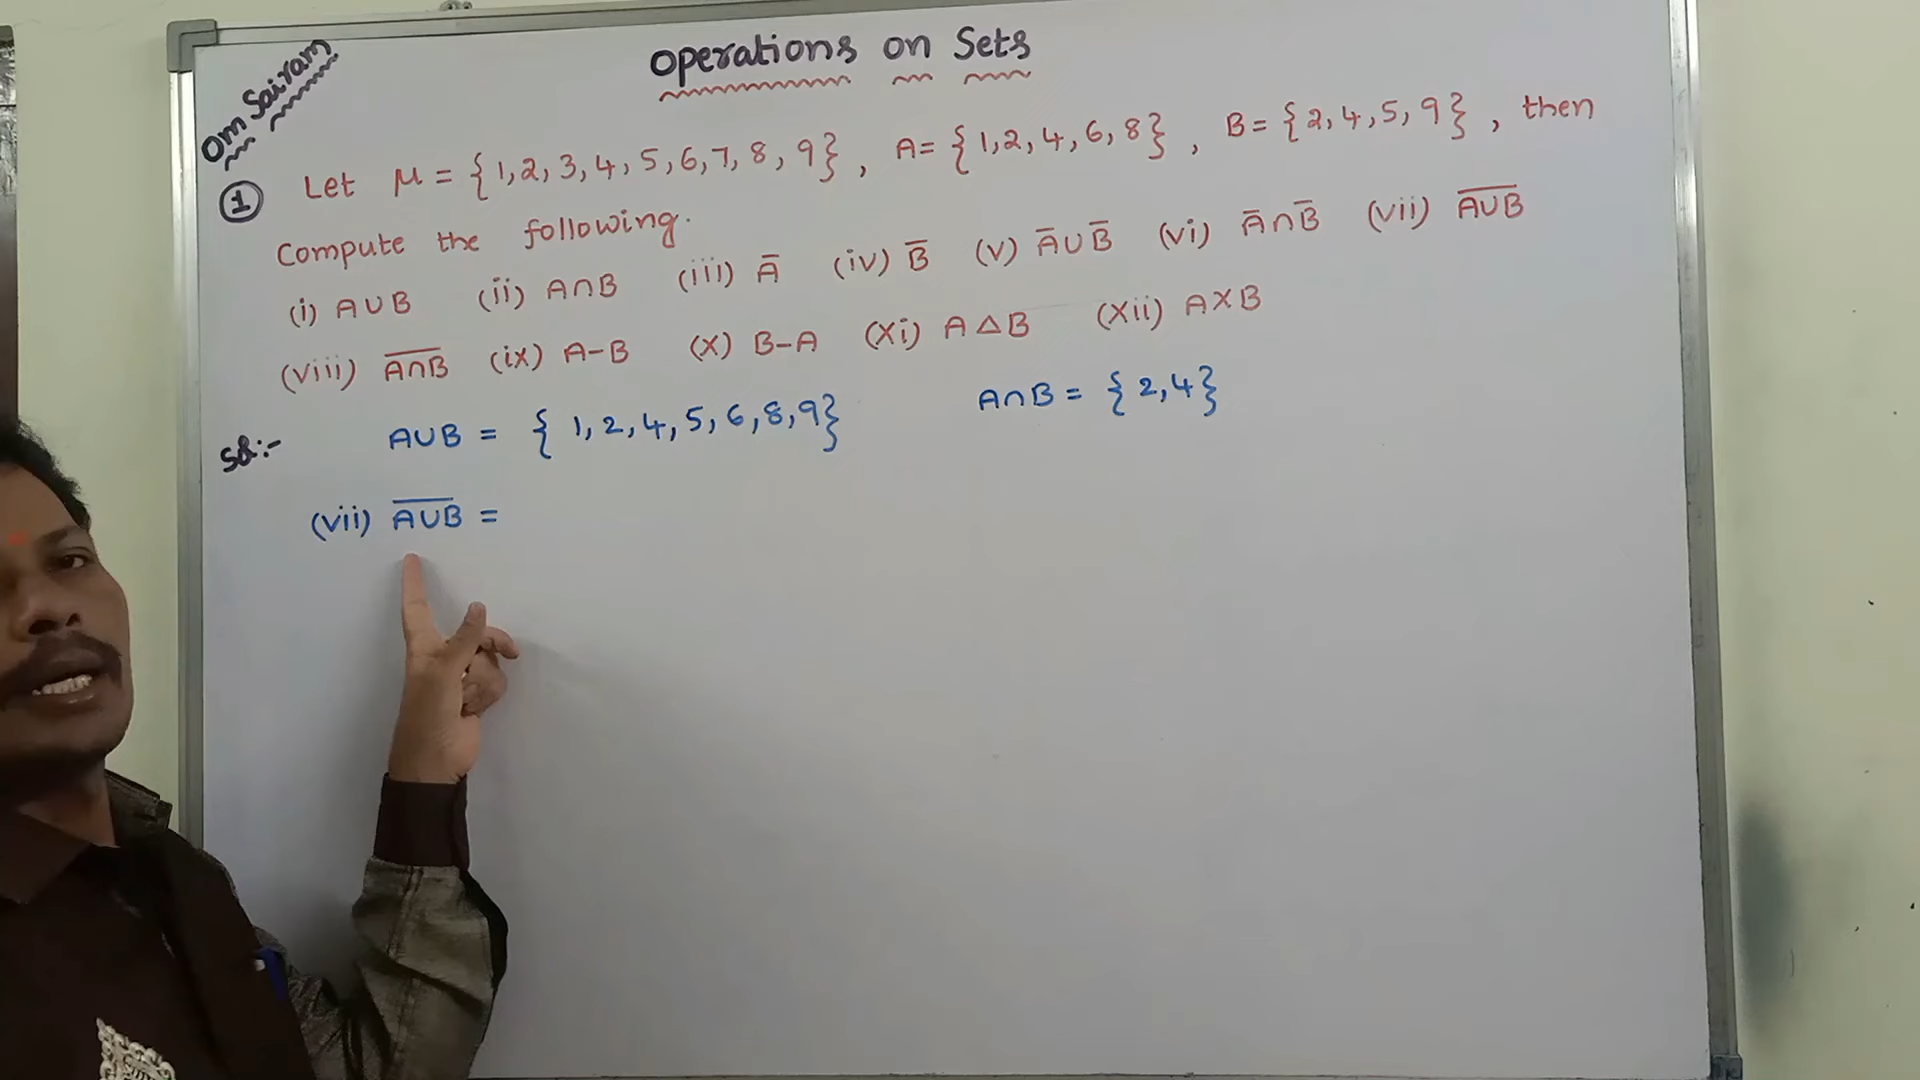 Om Sairam
Operations on Sets
① Let μ = {1,2,3,4,5,6,7,8,9}, A= {1,2,4,6,8}, B= {2,4,5,9}, then
Compute the following.
(i) A∪B (ii) A∩B (iii) A̅ (iv) B̅ (v) A̅∪B̅ (vi) A̅∩B̅ (vii) A̅∪̅B̅
(viii) A̅∩̅B̅ (ix) A-B (x) B-A (xi) A△B (xii) A×B
Sol:- A∪B = {1,2,4,5,6,8,9} A∩B = {2,4}
(vii) A̅∪̅B̅ =